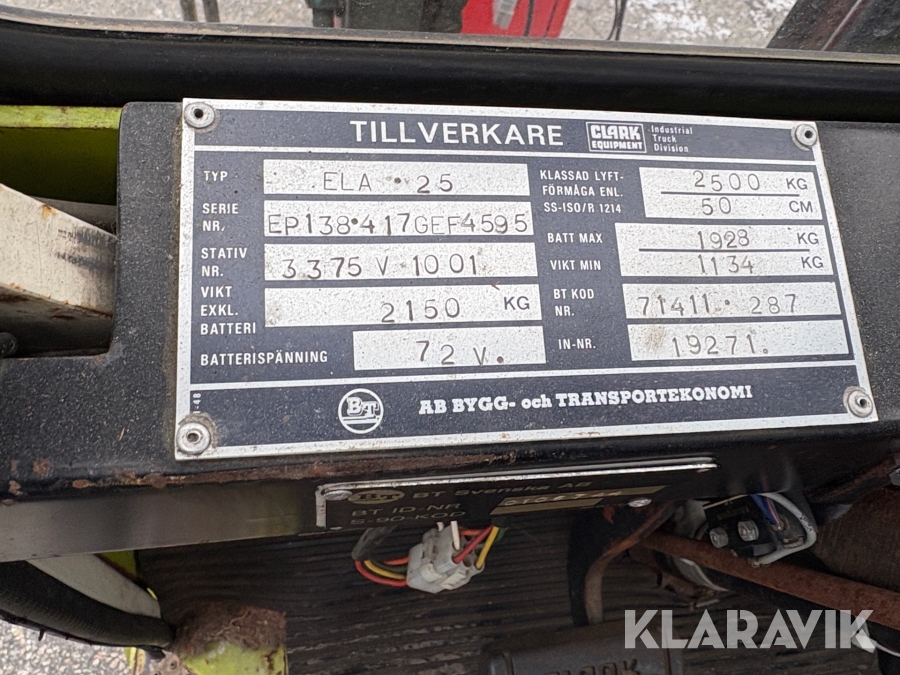 TILLVERKARE CLARK EQUIPMENT Industrial Truck Division
TYP ELA • 25
SERIE NR. EP138•417GEF4595
STATIV NR. 3375 V 1001
VIKT EXKL. BATTERI 2150 KG
BATTERISPÄNNING 72 V.
KLASSAD LYFT-
FÖRMÅGA ENL.
SS-ISO/R 1214
2500 KG
50 CM
BATT MAX 1928 KG
VIKT MIN 1134 KG
BT KOD NR. 71411 • 287
IN-NR. 19271.
BT AB BYGG- och TRANSPORTEKONOMI
BT BT Svenska AB
BT ID-NR
S-90-KOD
KLARAVIK